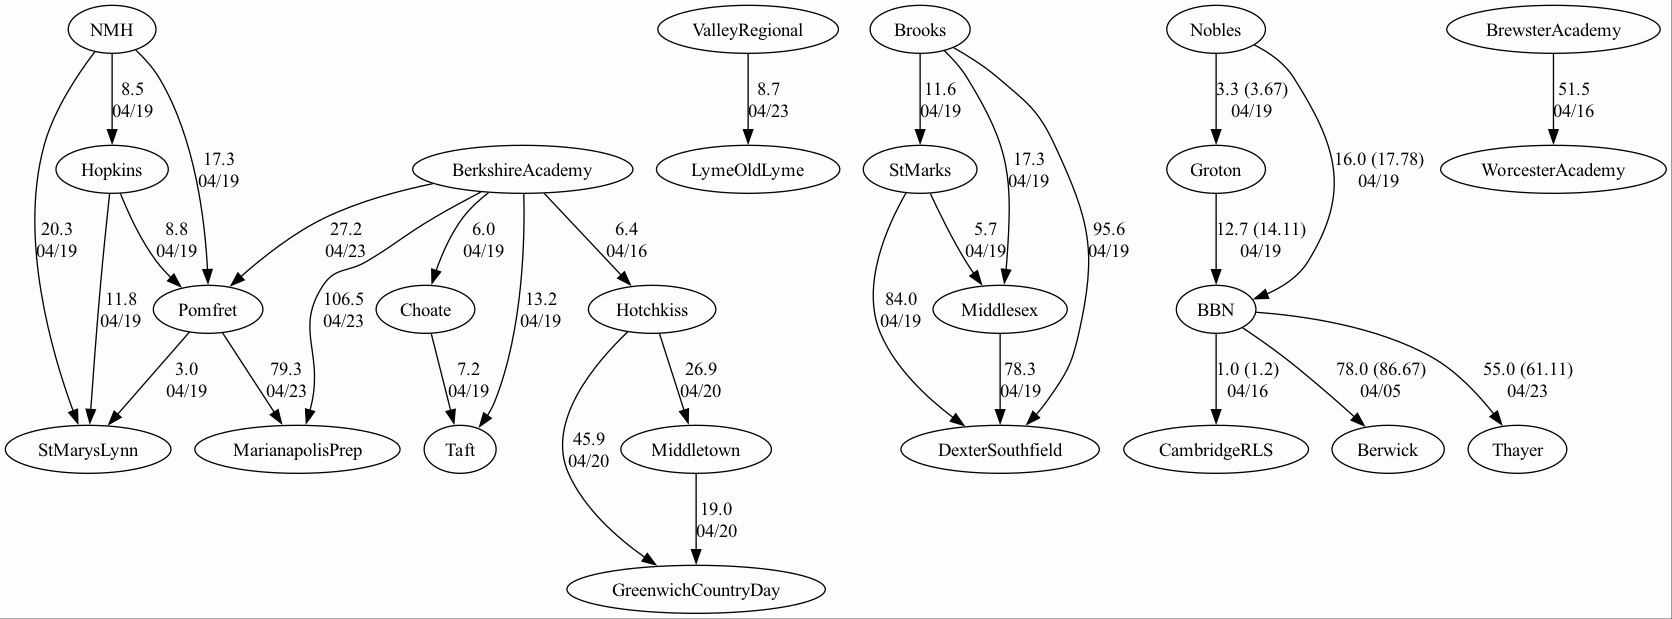 NMH
ValleyRegional
Brooks
Nobles
BrewsterAcademy
8.5
04/19
8.7
04/23
11.6
04/19
3.3 (3.67)
04/19
51.5
04/16
Hopkins
17.3
04/19
BerkshireAcademy
LymeOldLyme
StMarks
17.3
04/19
Groton
16.0 (17.78)
04/19
WorcesterAcademy
20.3
04/19
8.8
04/19
27.2
04/23
6.0
04/19
6.4
04/16
5.7
04/19
95.6
04/19
12.7 (14.11)
04/19
11.8
04/19
Pomfret
106.5
04/23
Choate
13.2
04/19
Hotchkiss
84.0
04/19
Middlesex
BBN
3.0
04/19
79.3
04/23
7.2
04/19
26.9
04/20
78.3
04/19
1.0 (1.2)
04/16
78.0 (86.67)
04/05
55.0 (61.11)
04/23
StMarysLynn
MarianapolisPrep
Taft
45.9
04/20
Middletown
DexterSouthfield
CambridgeRLS
Berwick
Thayer
19.0
04/20
GreenwichCountryDay